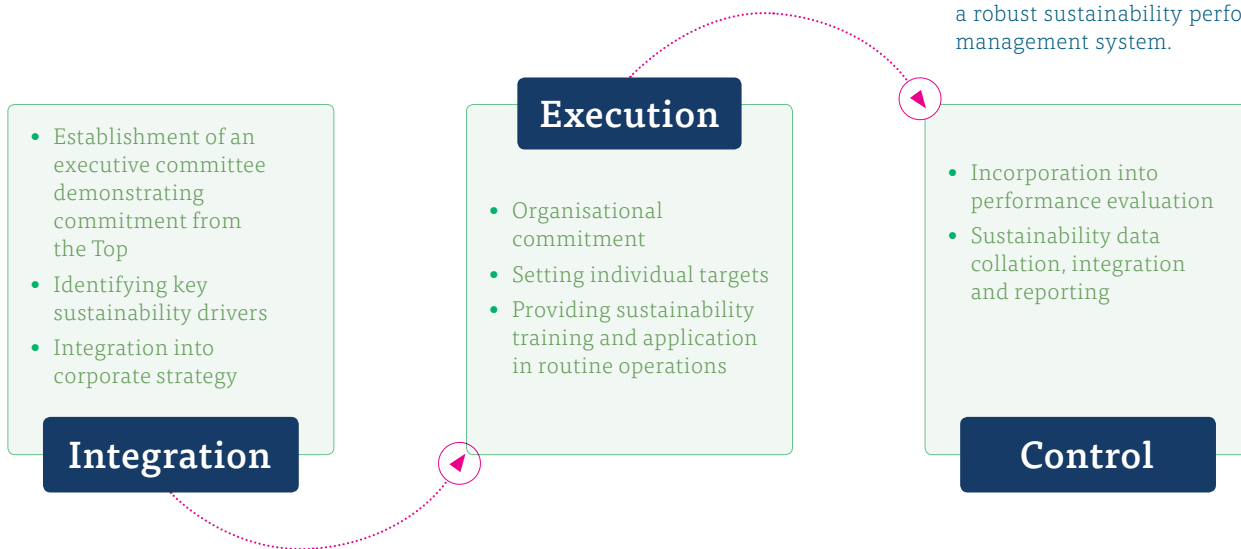 a robust sustainability
management system.
• Establishment of an
executive committee
demonstrating
commitment from
the Top
• Identifying key
sustainability drivers
• Integration into
corporate strategy
Integration
Execution
• Organisational
commitment
• Setting individual targets
• Providing sustainability
training and application
in routine operations
• Incorporation into
performance evaluation
• Sustainability data
collation, integration
and reporting
Control